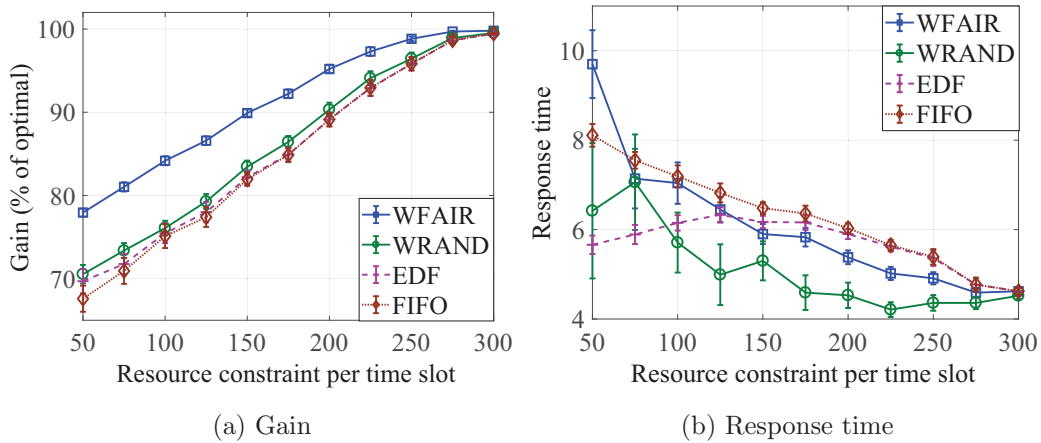 100
90
80
70
Gain (% of optimal)
WFAIR
WRAND
EDF
FIFO
50 100 150 200 250 300
Resource constraint per time slot
(a) Gain
10
8
6
4
Response time
WFAIR
WRAND
EDF
FIFO
50 100 150 200 250 300
Resource constraint per time slot
(b) Response time